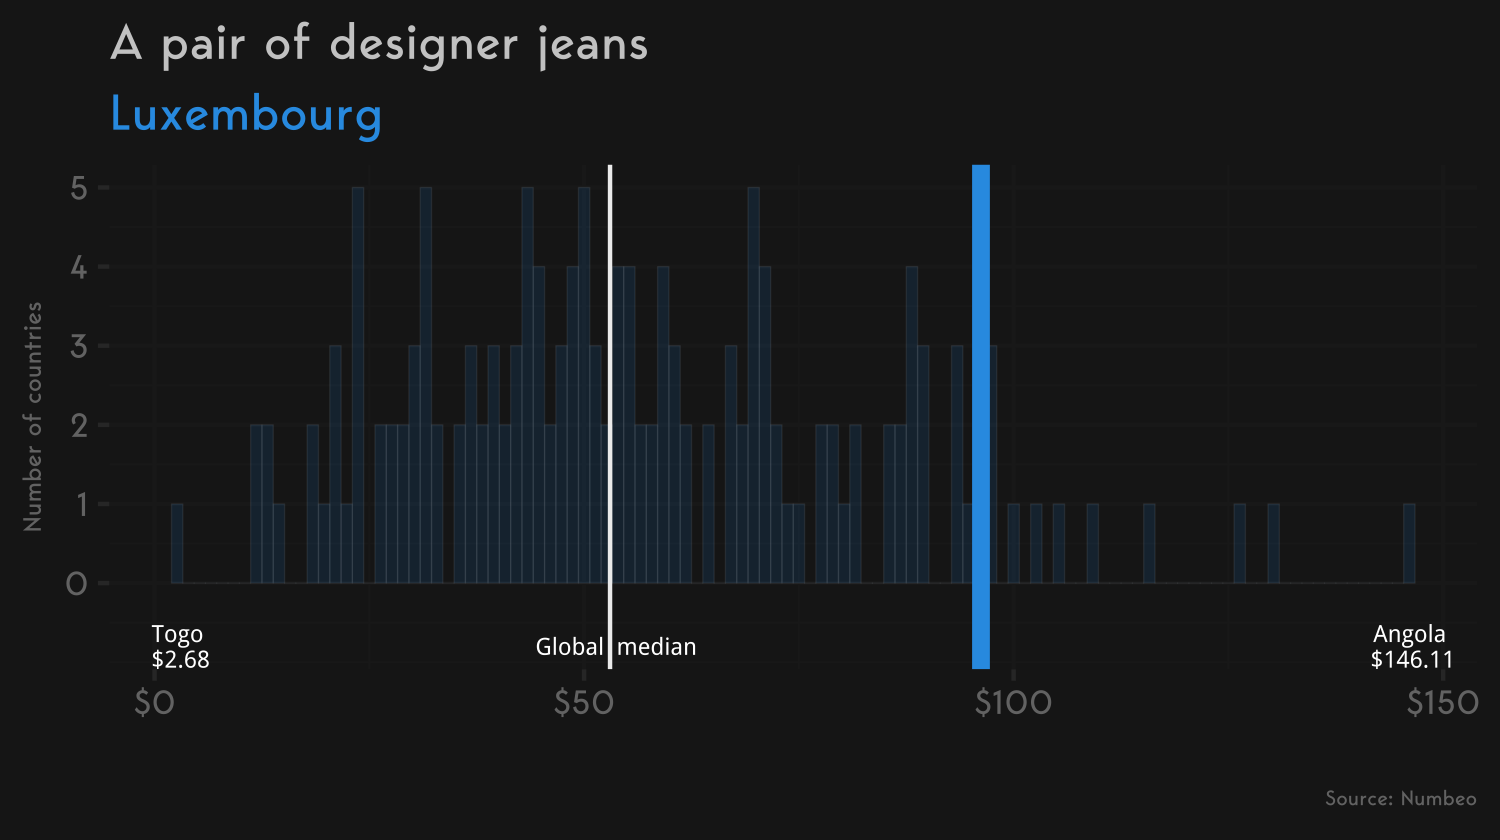 A pair of designer jeans
Luxembourg
Number of countries
5
4
3
2
1
0
Togo
$2.68
Global median
Angola
$146.11
$0 $50 $100 $150
Source: Numbeo